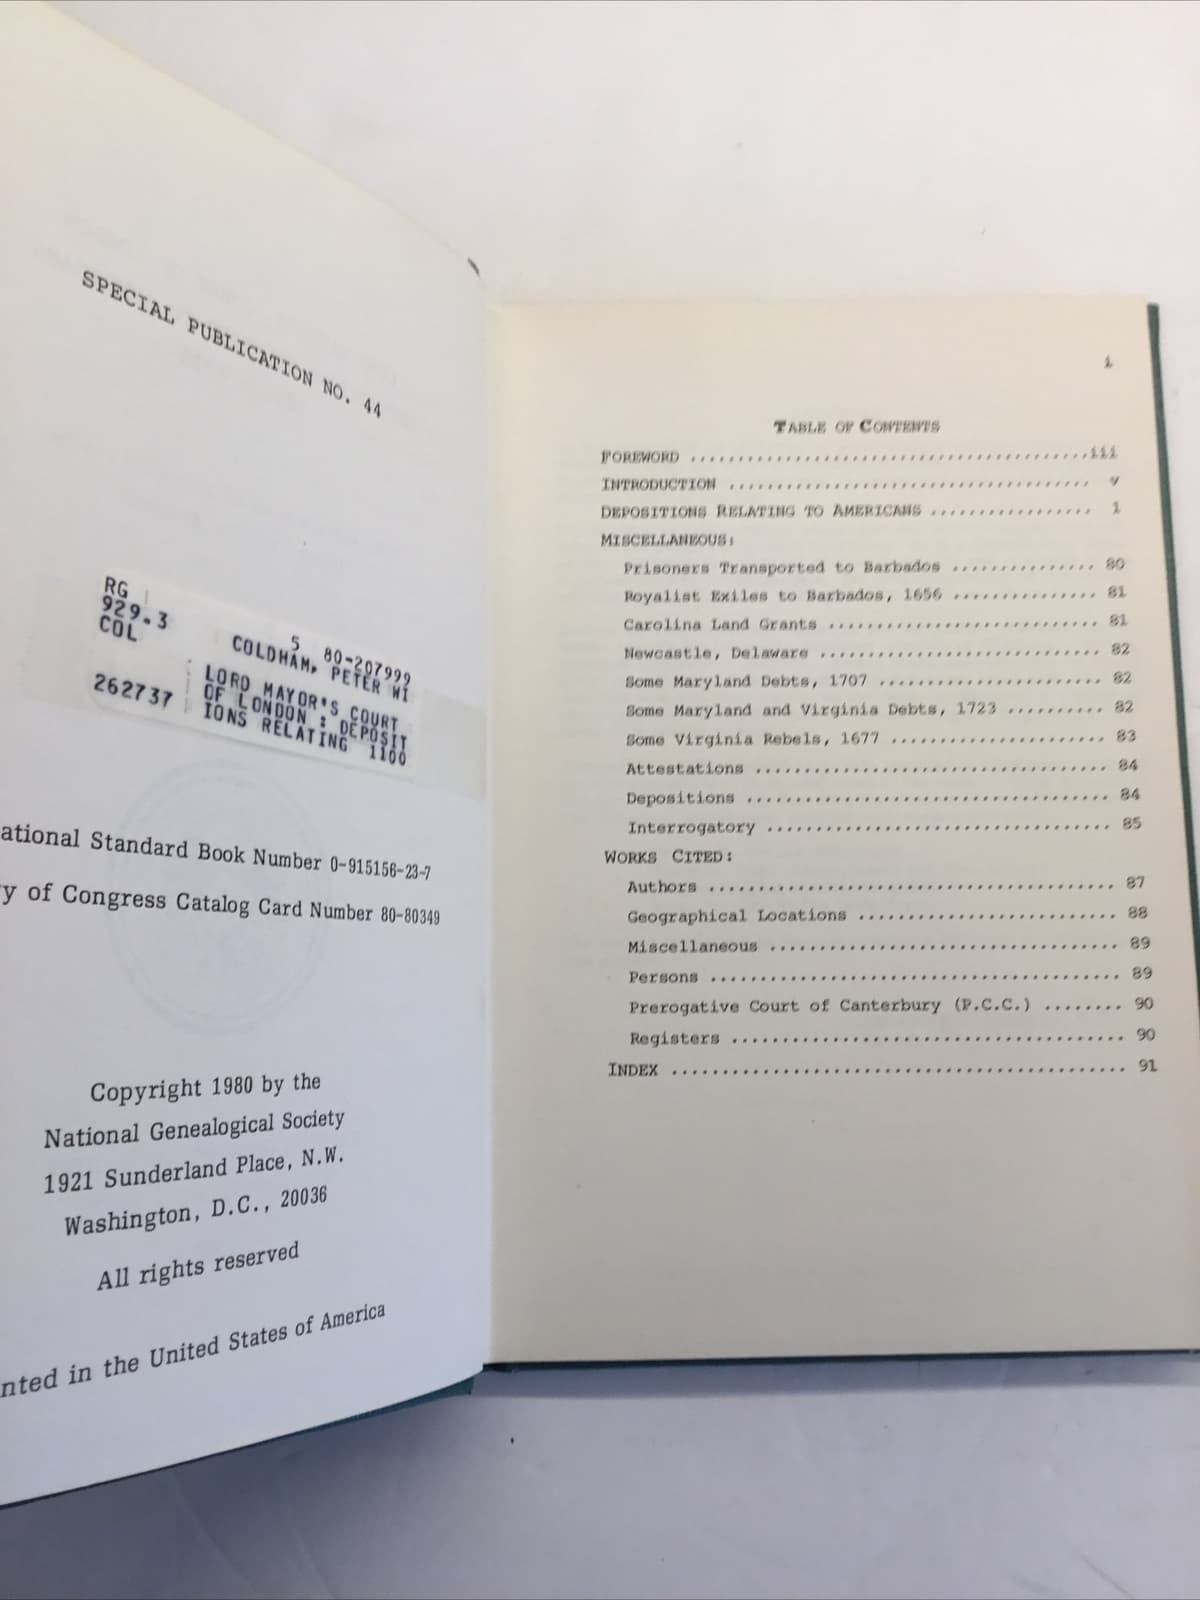 SPECIAL PUBLICATION NO. 44
RG
929.3
COL
5 80-207999
COLDHAM, PETER WI
262737
LORD MAYOR'S COURT
OF LONDON : DEPOSIT
IONS RELATING 1100
ational Standard Book Number 0-915156-23-7
y of Congress Catalog Card Number 80-80349
Copyright 1980 by the
National Genealogical Society
1921 Sunderland Place, N.W.
Washington, D.C., 20036
All rights reserved
nted in the United States of America
i
TABLE OF CONTENTS
FOREWORD ........................................iii
INTRODUCTION ..................................... v
DEPOSITIONS RELATING TO AMERICANS ................. 1
MISCELLANEOUS:
Prisoners Transported to Barbados ............... 80
Royalist Exiles to Barbados, 1656 ............... 81
Carolina Land Grants ............................ 81
Newcastle, Delaware ............................. 82
Some Maryland Debts, 1707 ........................ 82
Some Maryland and Virginia Debts, 1723 .......... 82
Some Virginia Rebels, 1677 ...................... 83
Attestations .................................... 84
Depositions ..................................... 84
Interrogatory ................................... 85
WORKS CITED:
Authors ......................................... 87
Geographical Locations .......................... 88
Miscellaneous ................................... 89
Persons ......................................... 89
Prerogative Court of Canterbury (P.C.C.) ........ 90
Registers ....................................... 90
INDEX ............................................. 91